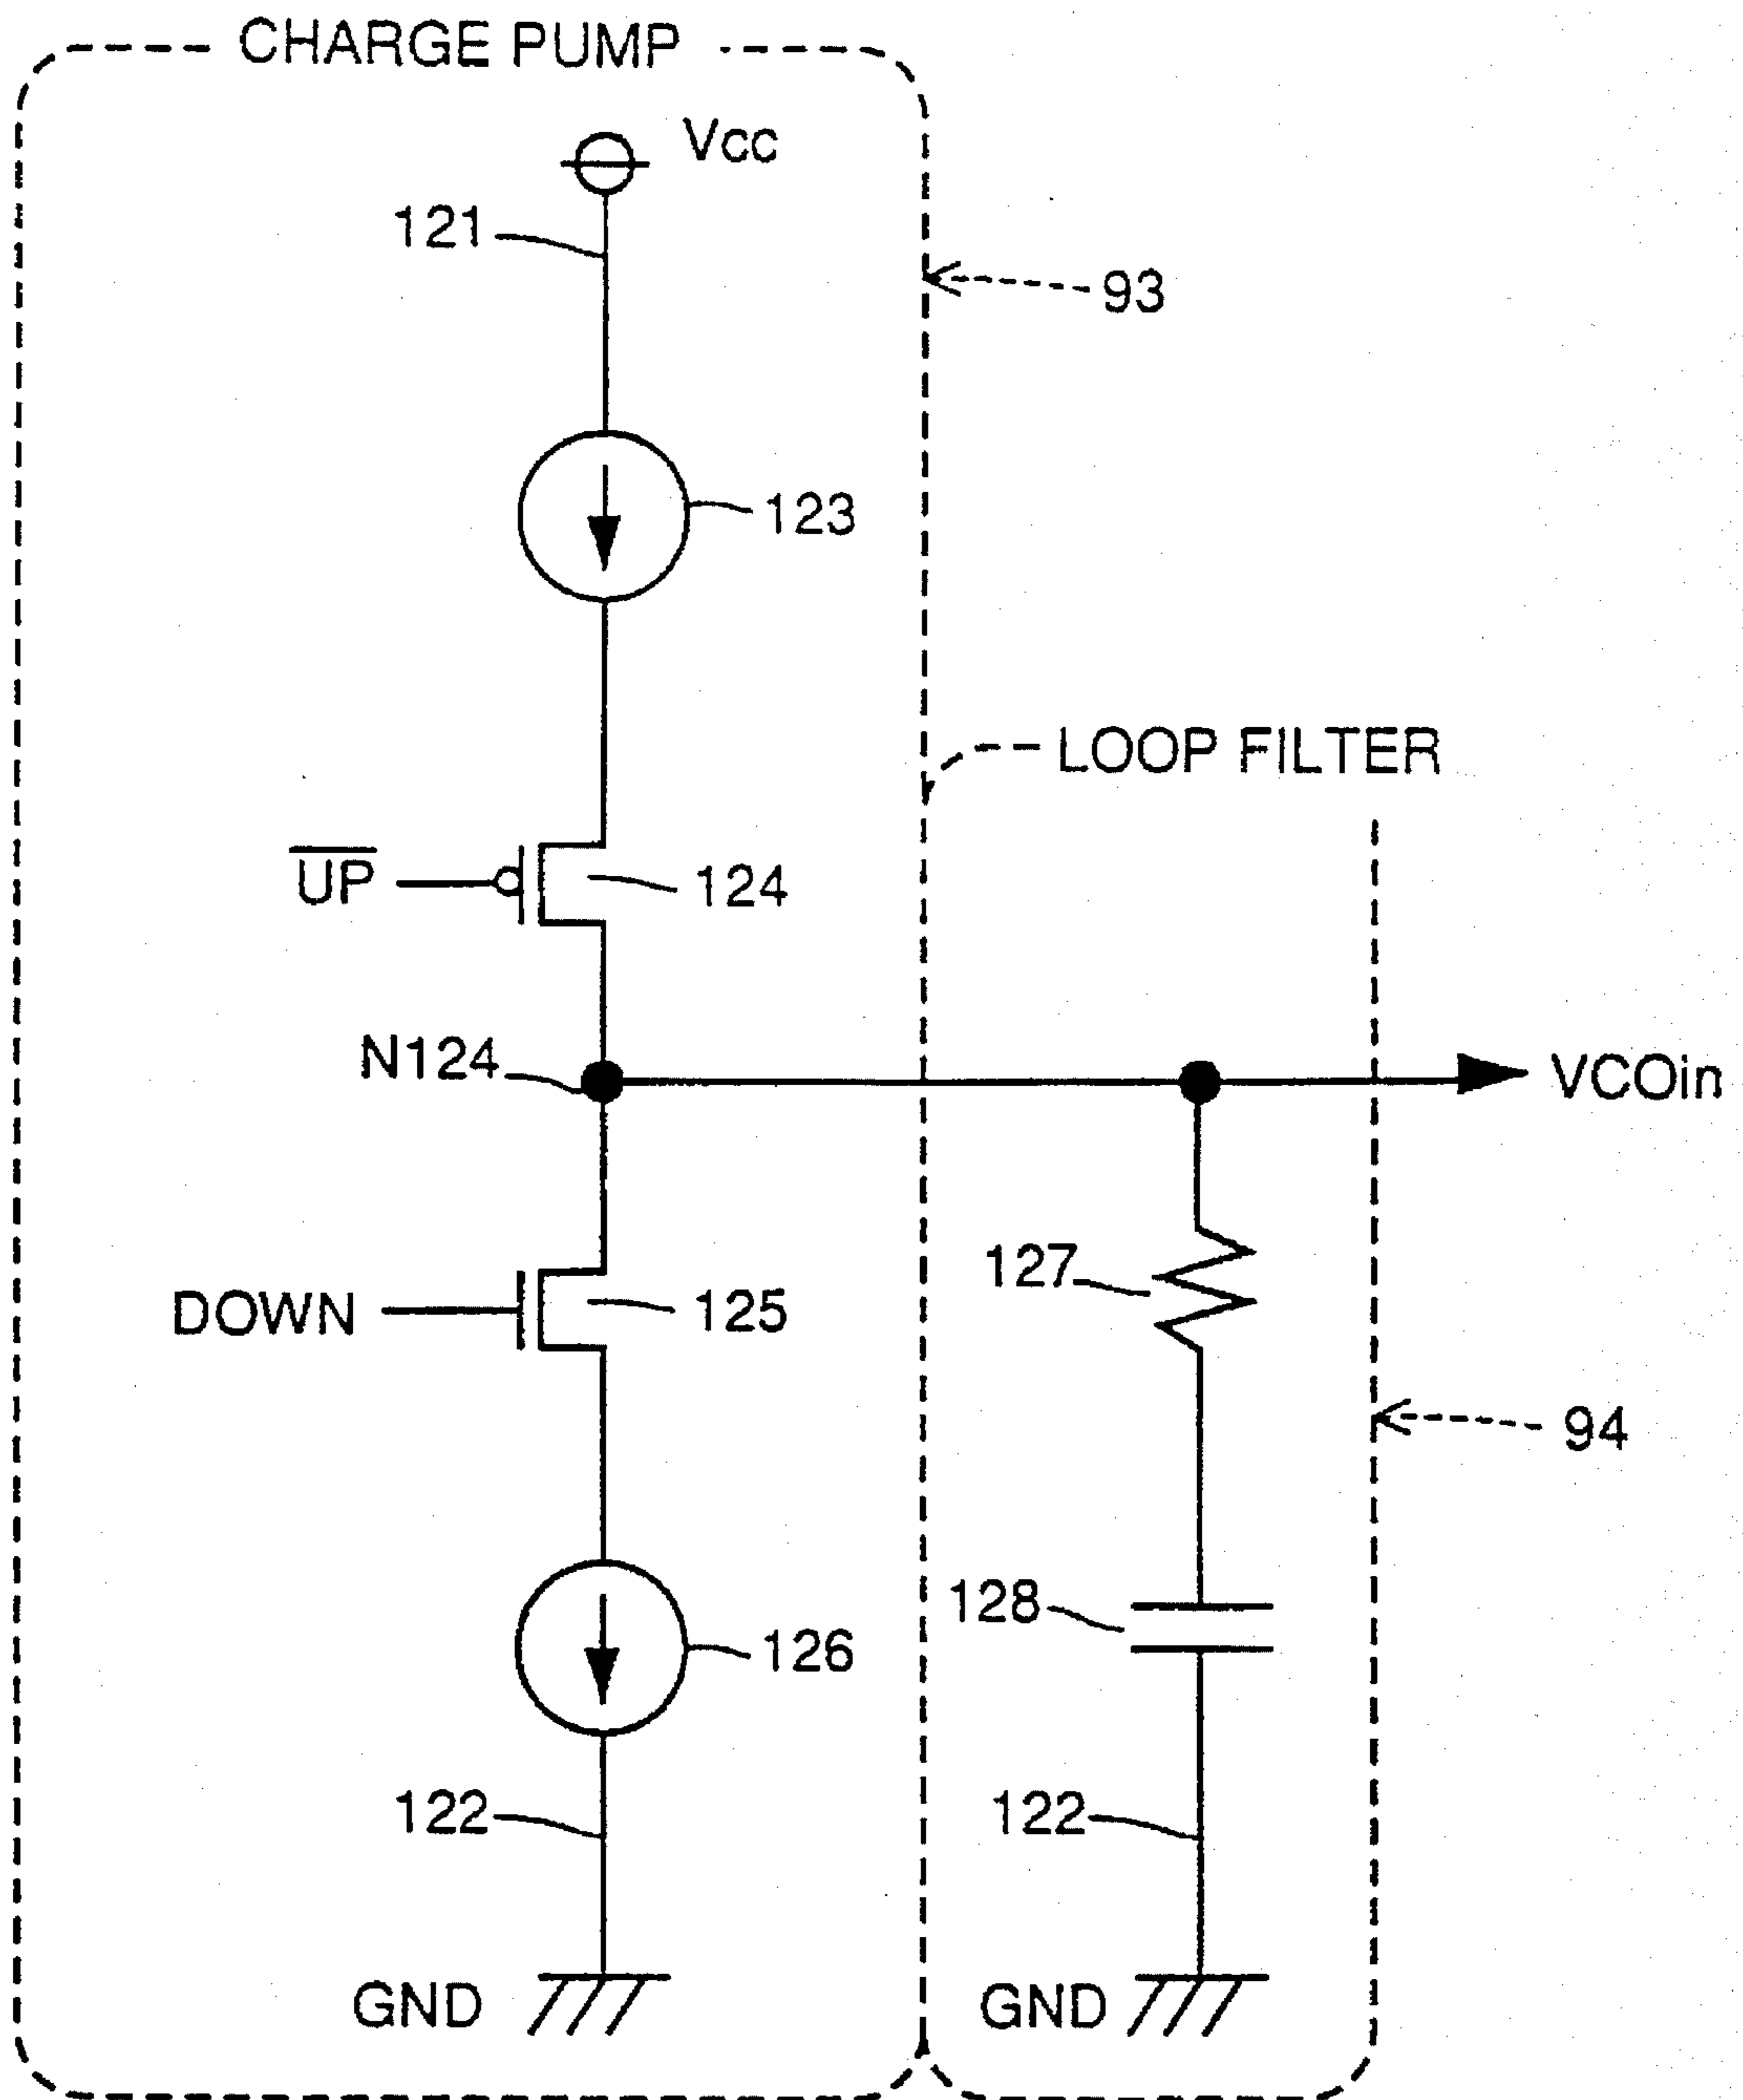 CHARGE PUMP
Vcc
121
93
123
LOOP FILTER
U̅P̅
124
N124
VCOin
127
DOWN
125
94
128
126
122
122
GND
GND